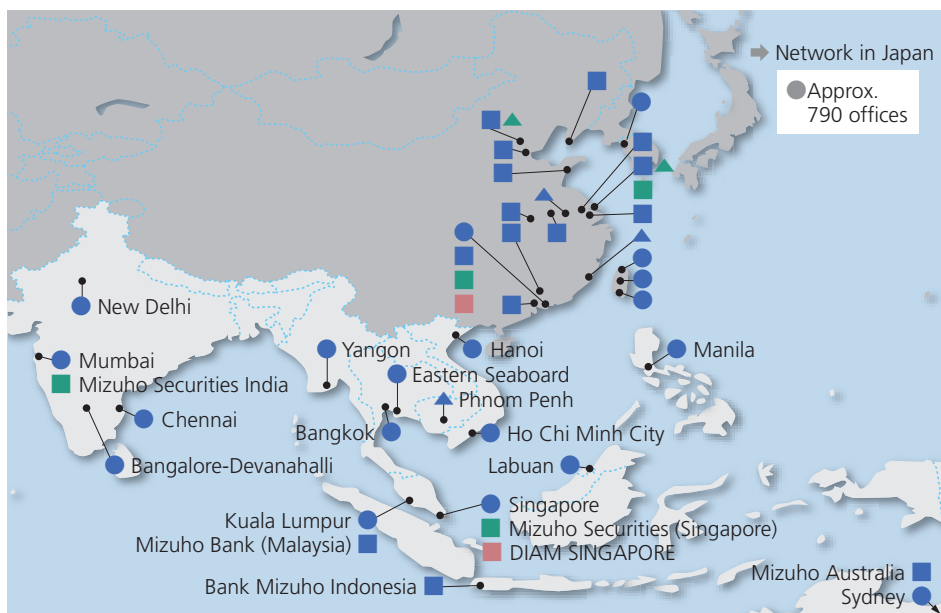 Network in Japan
Approx.
790 offices
New Delhi
Mumbai
Mizuho Securities India
Chennai
Bangalore-Devanahalli
Yangon
Hanoi
Eastern Seaboard
Phnom Penh
Bangkok
Ho Chi Minh City
Manila
Labuan
Kuala Lumpur
Mizuho Bank (Malaysia)
Singapore
Mizuho Securities (Singapore)
DIAM SINGAPORE
Bank Mizuho Indonesia
Mizuho Australia
Sydney